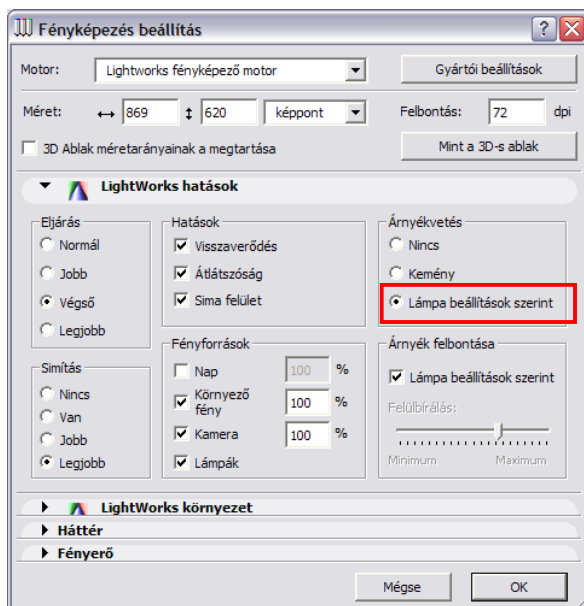 Fényképezés beállítás
Motor: Lightworks fényképező motor Gyártói beállítások
Méret: 869 620 képpont Felbontás: 72 dpi
3D Ablak méretarányainak a megtartása Mint a 3D-s ablak
LightWorks hatások
Eljárás
Normál
Jobb
Végső
Legjobb
Simítás
Nincs
Van
Jobb
Legjobb
Hatások
Visszaverődés
Átlátszóság
Sima felület
Fényforrások
Nap 100 %
Környező
fény 100 %
Kamera 100 %
Lámpák
Árnyékvetés
Nincs
Kemény
Lámpa beállítások szerint
Árnyék felbontása
Lámpa beállítások szerint
Felülbírálás:
Minimum Maximum
LightWorks környezet
Háttér
Fényerő
Mégse OK